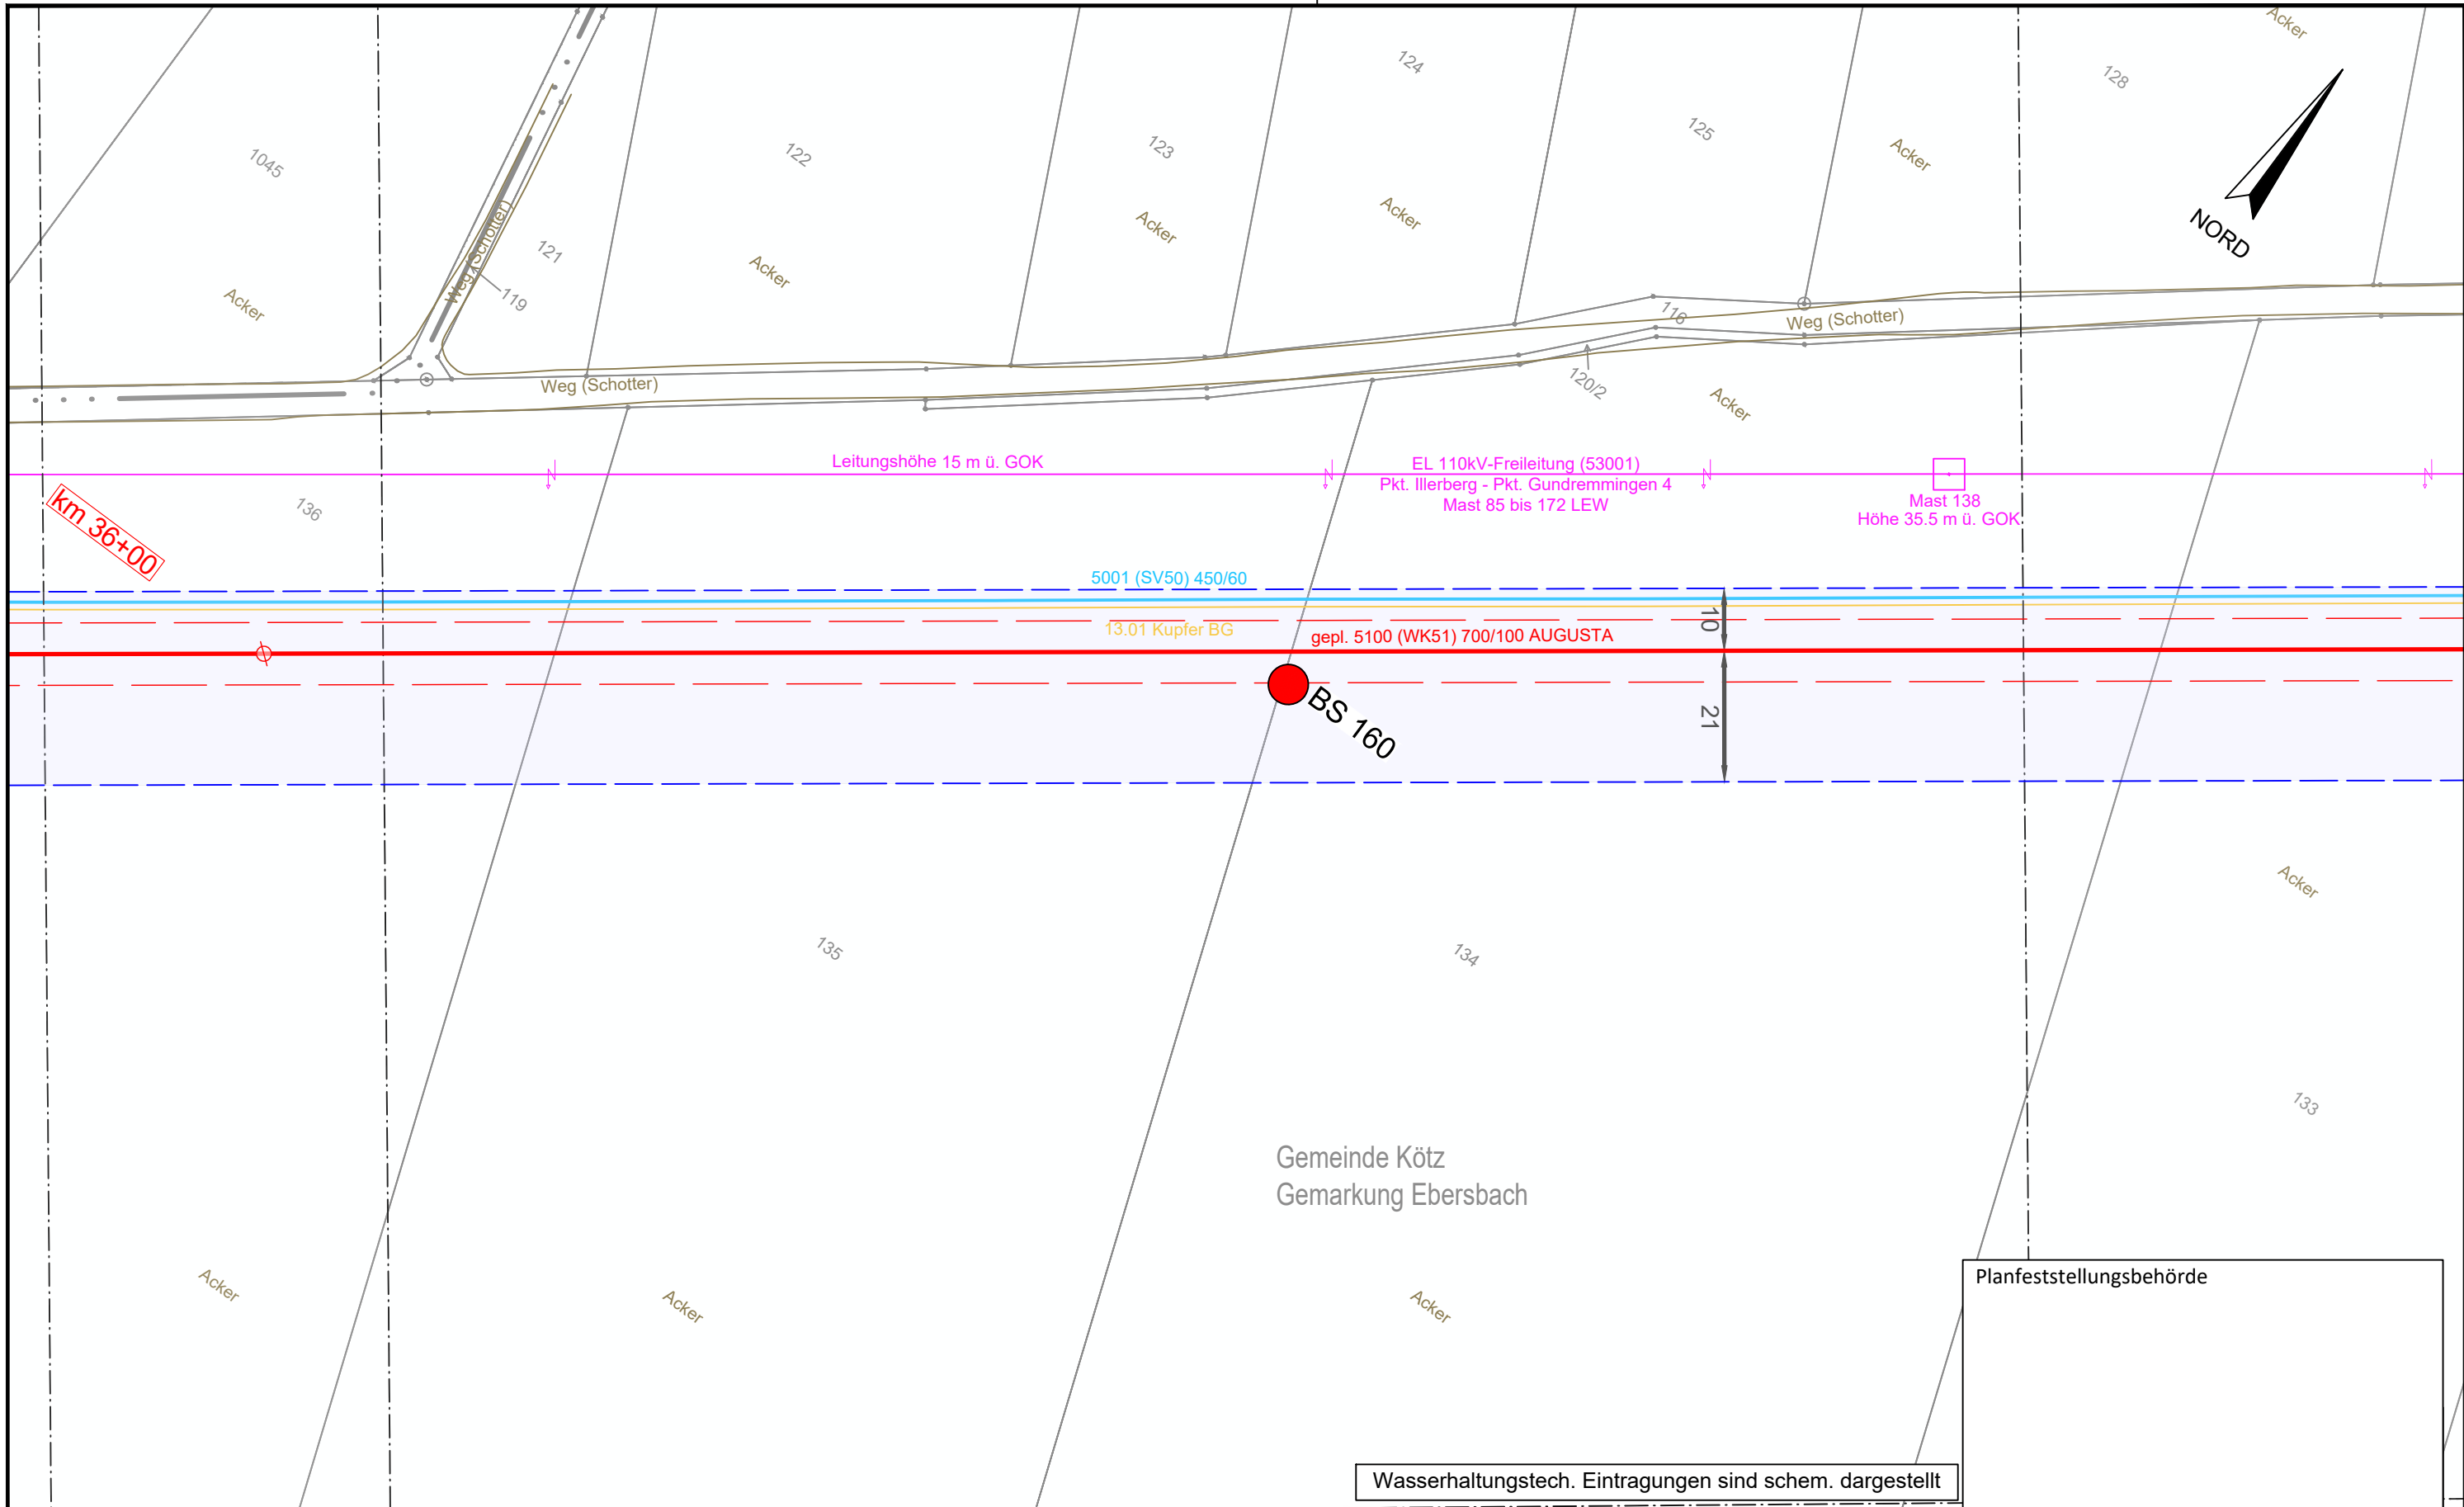 Acker
124
128
1045
122
123
125
Acker
NORD
Weg (Schotter)
121
Acker
Acker
Acker
Acker
119
116
Weg (Schotter)
Weg (Schotter)
120/2
Acker
Leitungshöhe 15 m ü. GOK
EL 110kV-Freileitung (53001)
Pkt. Illerberg - Pkt. Gundremmingen 4
Mast 85 bis 172 LEW
Mast 138
Höhe 35.5 m ü. GOK
km 36+00
136
5001 (SV50) 450/60
13.01 Kupfer BG
gepl. 5100 (WK51) 700/100 AUGUSTA
10
21
BS 160
135
134
Acker
133
Gemeinde Kötz
Gemarkung Ebersbach
Acker
Acker
Acker
Planfeststellungsbehörde
Wasserhaltungstech. Eintragungen sind schem. dargestellt